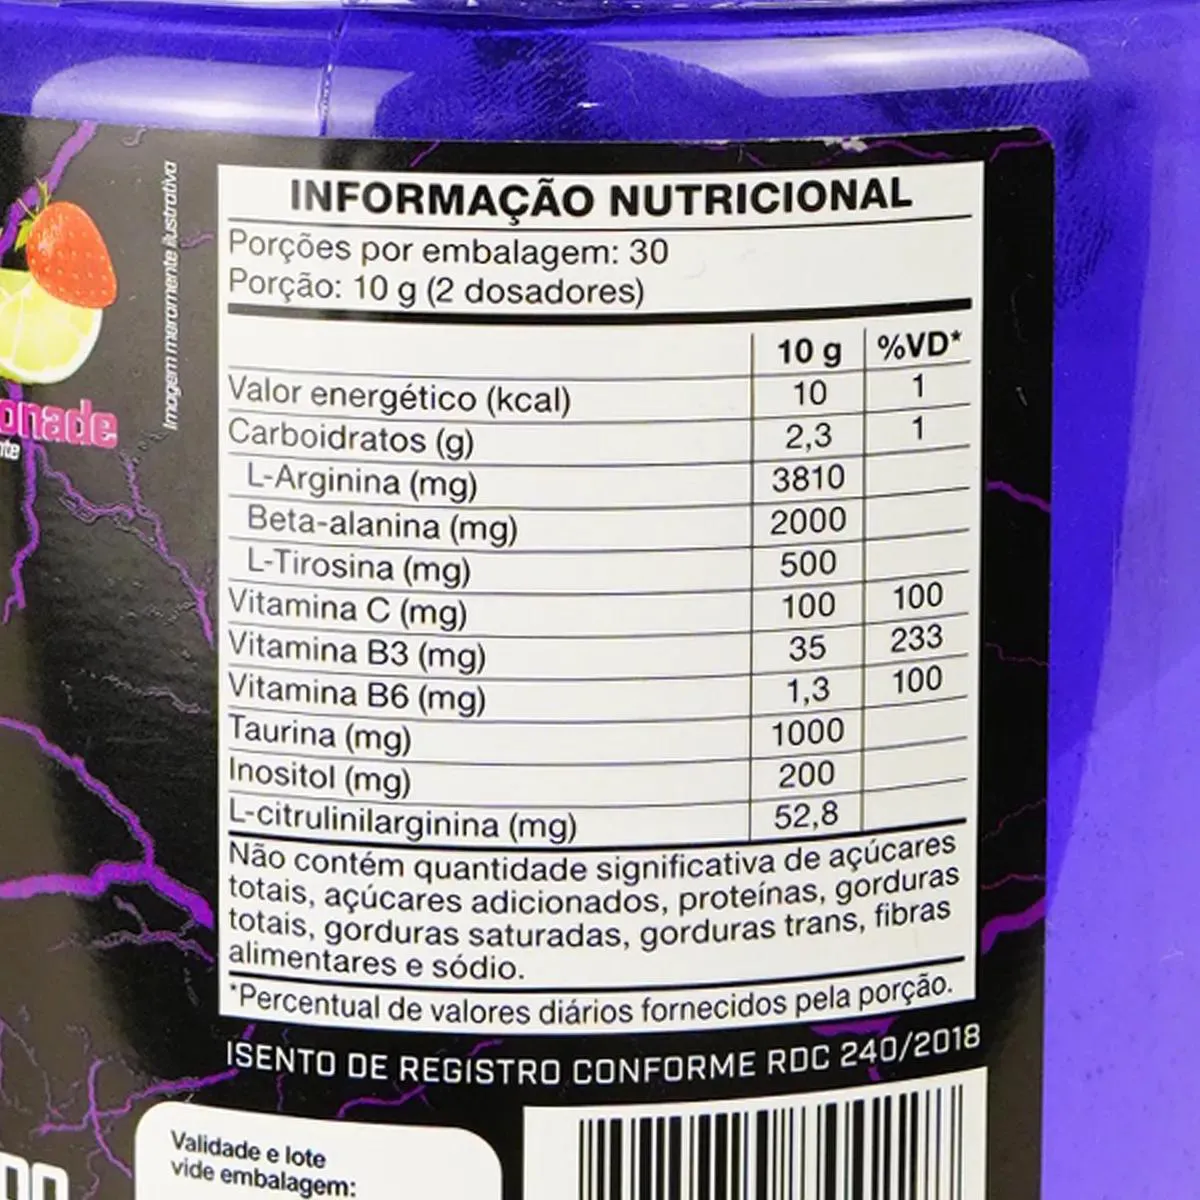 INFORMAÇÃO NUTRICIONAL
Porções por embalagem: 30
Porção: 10 g (2 dosadores)
10 g %VD*
Valor energético (kcal) 10 1
Carboidratos (g) 2,3 1
L-Arginina (mg) 3810
Beta-alanina (mg) 2000
L-Tirosina (mg) 500
Vitamina C (mg) 100 100
Vitamina B3 (mg) 35 233
Vitamina B6 (mg) 1,3 100
Taurina (mg) 1000
Inositol (mg) 200
L-citrulinilarginina (mg) 52,8
Não contém quantidade significativa de açúcares
totais, açúcares adicionados, proteínas, gorduras
totais, gorduras saturadas, gorduras trans, fibras
alimentares e sódio.
*Percentual de valores diários fornecidos pela porção.
ISENTO DE REGISTRO CONFORME RDC 240/2018
Validade e lote
vide embalagem:
Imagem meramente ilustrativa
onade